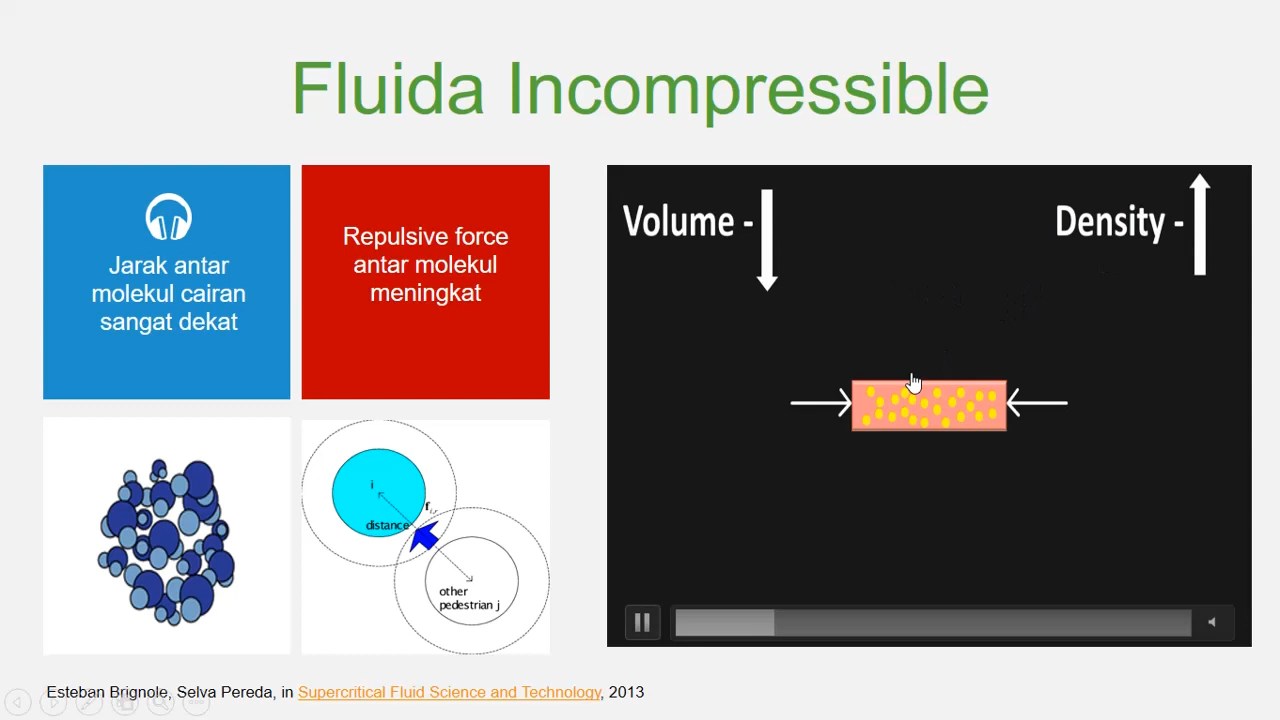 Fluida Incompressible
Jarak antar
molekul cairan
sangat dekat
Repulsive force
antar molekul
meningkat
Volume -
Density -
i
distance
f i,r
other
pedestrian j
Esteban Brignole, Selva Pereda, in Supercritical Fluid Science and Technology, 2013